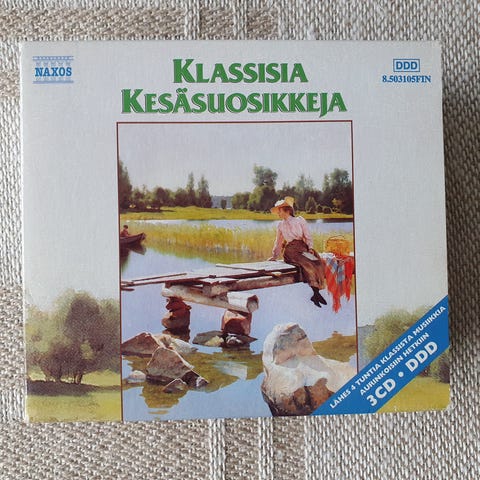 NAXOS
DDD
8.503105FIN
KLASSISIA
KESÄSUOSIKKEJA
LÄHES 4 TUNTIA KLASSISTA MUSIIKKIA
AURINKOISIIN HETKIIN
3CD • DDD